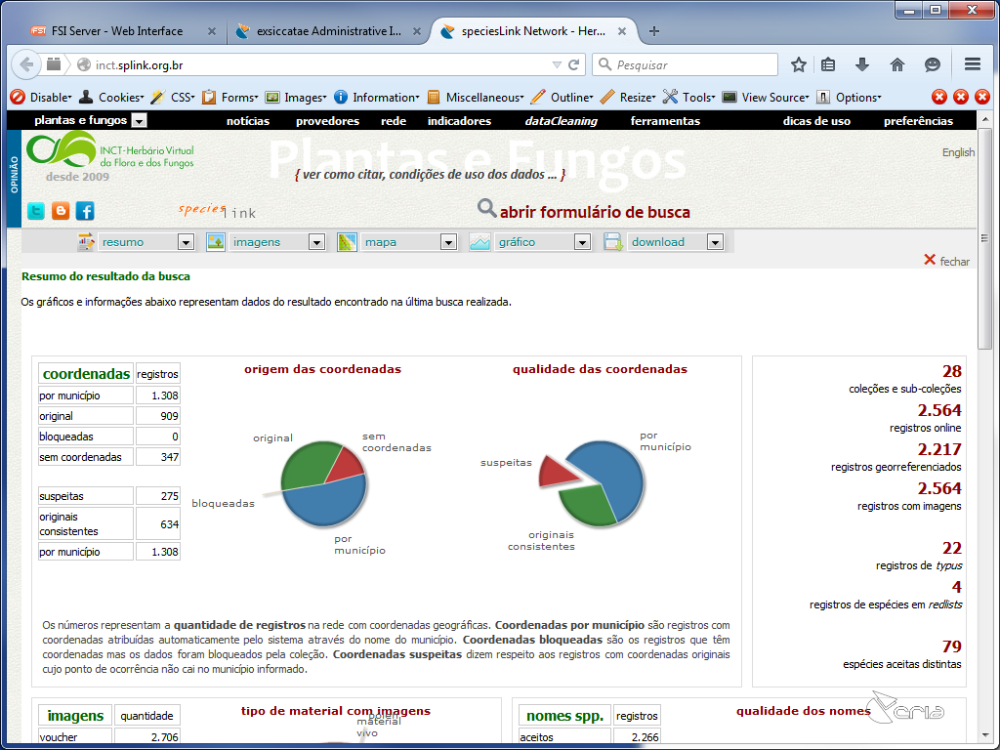 FSI Server - Web Interface
exsiccatae Administrative I...
speciesLink Network - Her...
inct.splink.org.br
Pesquisar
Disable
Cookies
CSS
Forms
Images
Information
Miscellaneous
Outline
Resize
Tools
View Source
Options
plantas e fungos
notícias
provedores
rede
indicadores
dataCleaning
ferramentas
dicas de uso
preferências
OPINIÃO
INCT-Herbário Virtual
da Flora e dos Fungos
desde 2009
Plantas e Fungos
{ ver como citar, condições de uso dos dados ... }
English
species
link
abrir formulário de busca
resumo
imagens
mapa
gráfico
download
fechar
Resumo do resultado da busca
Os gráficos e informações abaixo representam dados do resultado encontrado na última busca realizada.
coordenadas registros
por município 1.308
original 909
bloqueadas 0
sem coordenadas 347
suspeitas 275
originais
consistentes 634
por município 1.308
origem das coordenadas
original
sem
coordenadas
bloqueadas
por
município
qualidade das coordenadas
por
município
suspeitas
originais
consistentes
Os números representam a quantidade de registros na rede com coordenadas geográficas. Coordenadas por município são registros com
coordenadas atribuídas automaticamente pelo sistema através do nome do município. Coordenadas bloqueadas são os registros que têm
coordenadas mas os dados foram bloqueados pela coleção. Coordenadas suspeitas dizem respeito aos registros com coordenadas originais
cujo ponto de ocorrência não cai no município informado.
28
coleções e sub-coleções
2.564
registros online
2.217
registros georreferenciados
2.564
registros com imagens
22
registros de typus
4
registros de espécies em redlists
79
espécies aceitas distintas
imagens quantidade
voucher 2.706
tipo de material com imagens
pólen
material
vivo
nomes spp. registros
aceitos 2.266
qualidade dos nomes